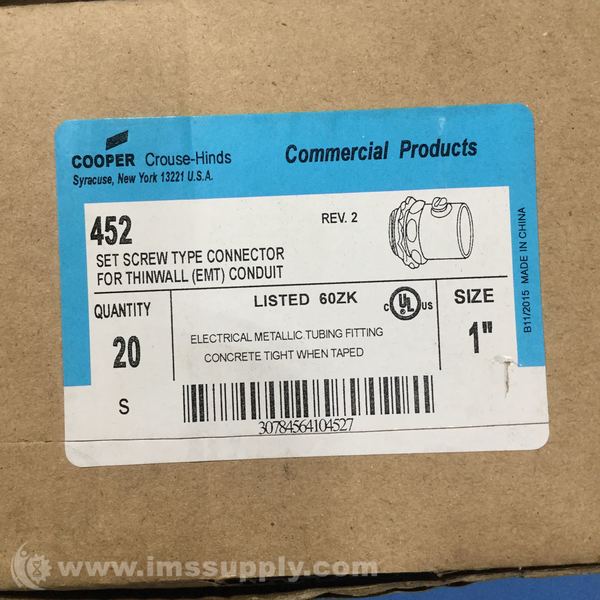 COOPER Crouse-Hinds
Syracuse, New York 13221 U.S.A.
Commercial Products
452
REV. 2
SET SCREW TYPE CONNECTOR
FOR THINWALL (EMT) CONDUIT
QUANTITY
20
S
LISTED 60ZK
C UL US
ELECTRICAL METALLIC TUBING FITTING
CONCRETE TIGHT WHEN TAPED
SIZE
1"
30784564104527
B11/2015 MADE IN CHINA
www.imssupply.com